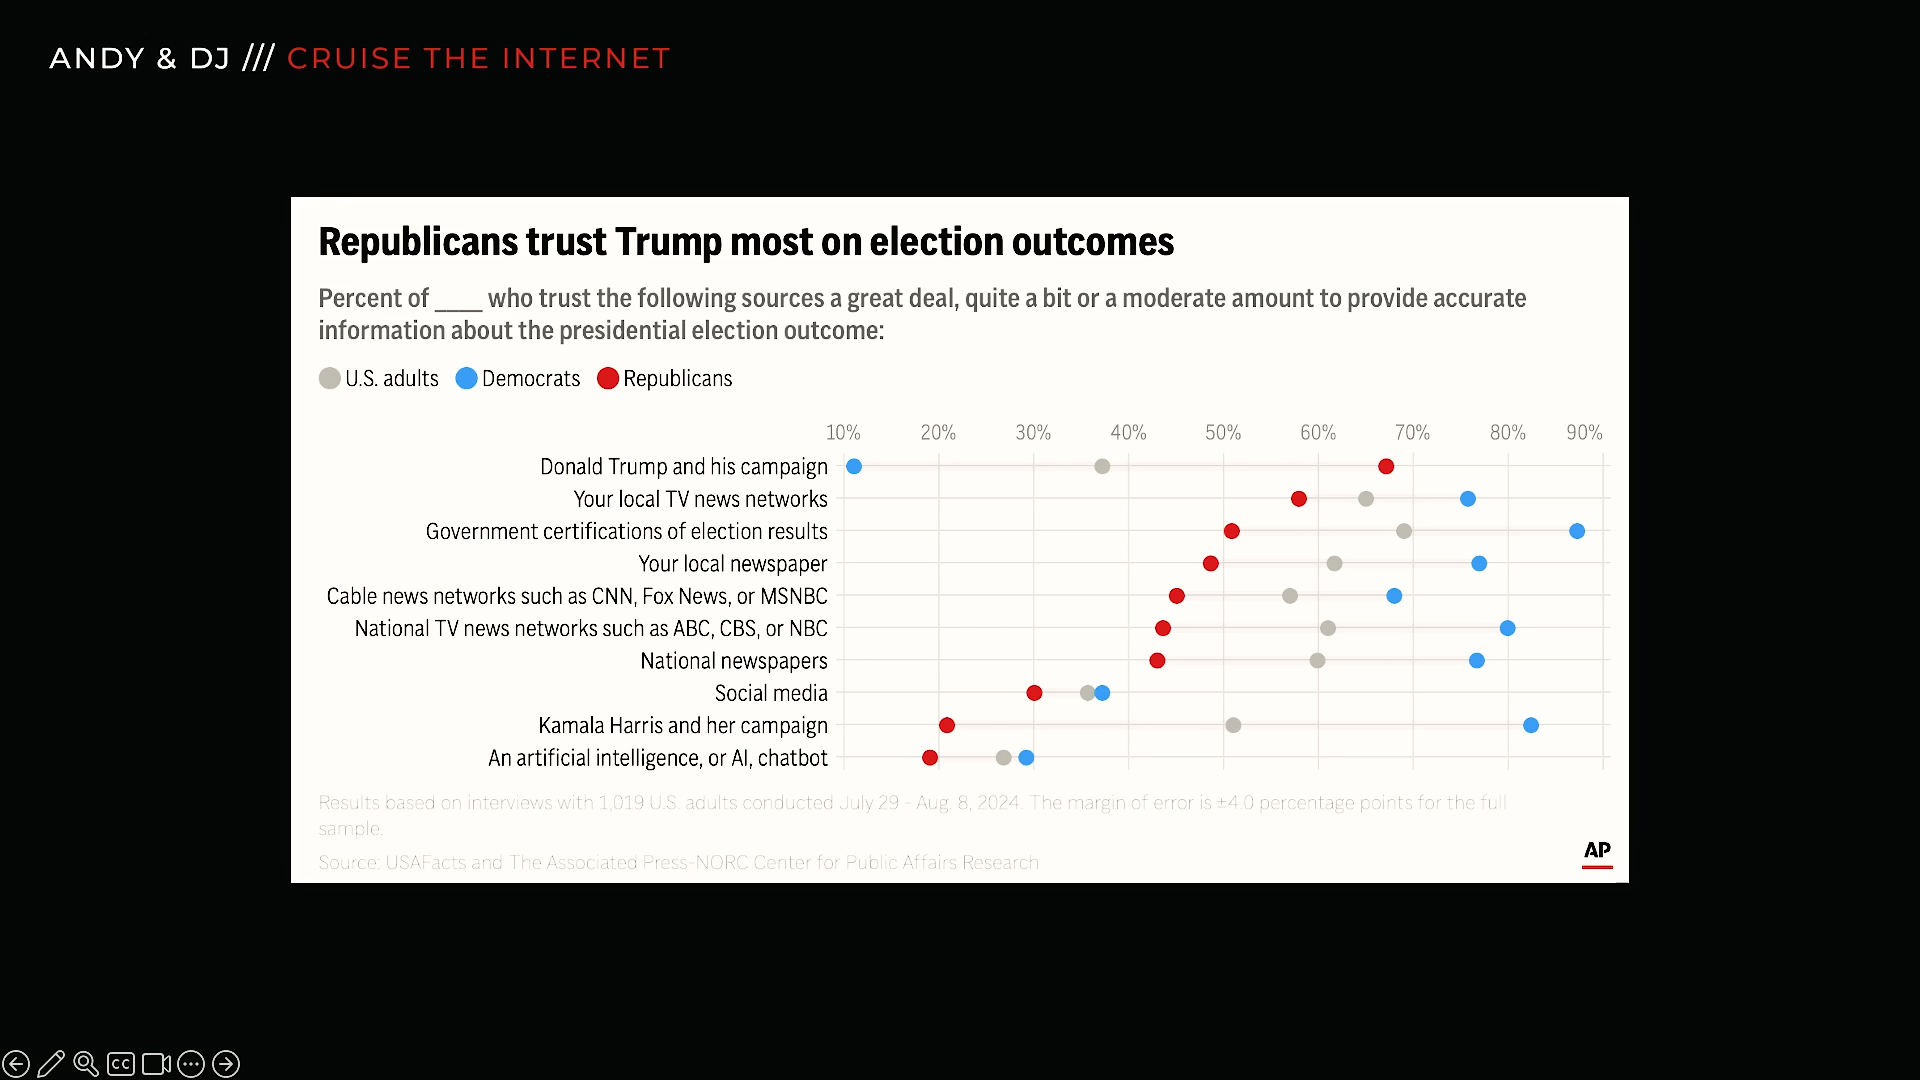 ANDY & DJ /// CRUISE THE INTERNET
Republicans trust Trump most on election outcomes
Percent of ____ who trust the following sources a great deal, quite a bit or a moderate amount to provide accurate
information about the presidential election outcome:
U.S. adults Democrats Republicans
10% 20% 30% 40% 50% 60% 70% 80% 90%
Donald Trump and his campaign
Your local TV news networks
Government certifications of election results
Your local newspaper
Cable news networks such as CNN, Fox News, or MSNBC
National TV news networks such as ABC, CBS, or NBC
National newspapers
Social media
Kamala Harris and her campaign
An artificial intelligence, or AI, chatbot
Results based on interviews with 1,019 U.S. adults conducted July 29 - Aug. 8, 2024. The margin of error is ±4.0 percentage points for the full
sample.
Source: USAFacts and The Associated Press-NORC Center for Public Affairs Research
AP
CC